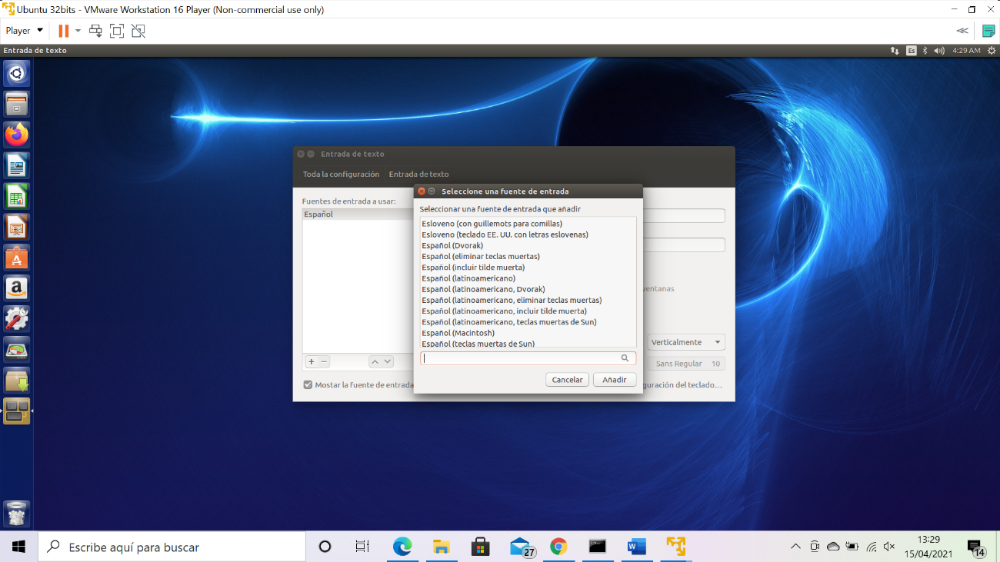 Ubuntu 32bits - VMware Workstation 16 Player (Non-commercial use only)
Player
Entrada de texto
Es
4:29 AM
Entrada de texto
Toda la configuración
Entrada de texto
Fuentes de entrada a usar:
Español
Seleccione una fuente de entrada
Seleccionar una fuente de entrada que añadir
Esloveno (con guillemots para comillas)
Esloveno (teclado EE. UU. con letras eslovenas)
Español (Dvorak)
Español (eliminar teclas muertas)
Español (incluir tilde muerta)
Español (latinoamericano)
Español (latinoamericano, Dvorak)
Español (latinoamericano, eliminar teclas muertas)
Español (latinoamericano, incluir tilde muerta)
Español (latinoamericano, teclas muertas de Sun)
Español (Macintosh)
Español (teclas muertas de Sun)
Cancelar
Añadir
ventanas
Verticalmente
Sans Regular 10
Mostar la fuente de entrada
guración del teclado...
Escribe aquí para buscar
27
13:29
15/04/2021
14